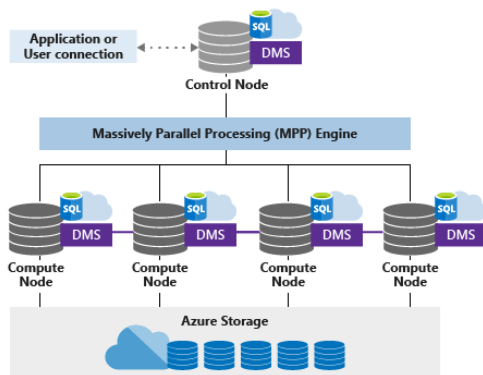 Application or
User connection
SQL
DMS
Control Node
Massively Parallel Processing (MPP) Engine
SQL
SQL
SQL
SQL
DMS
DMS
DMS
DMS
Compute
Node
Compute
Node
Compute
Node
Compute
Node
Azure Storage